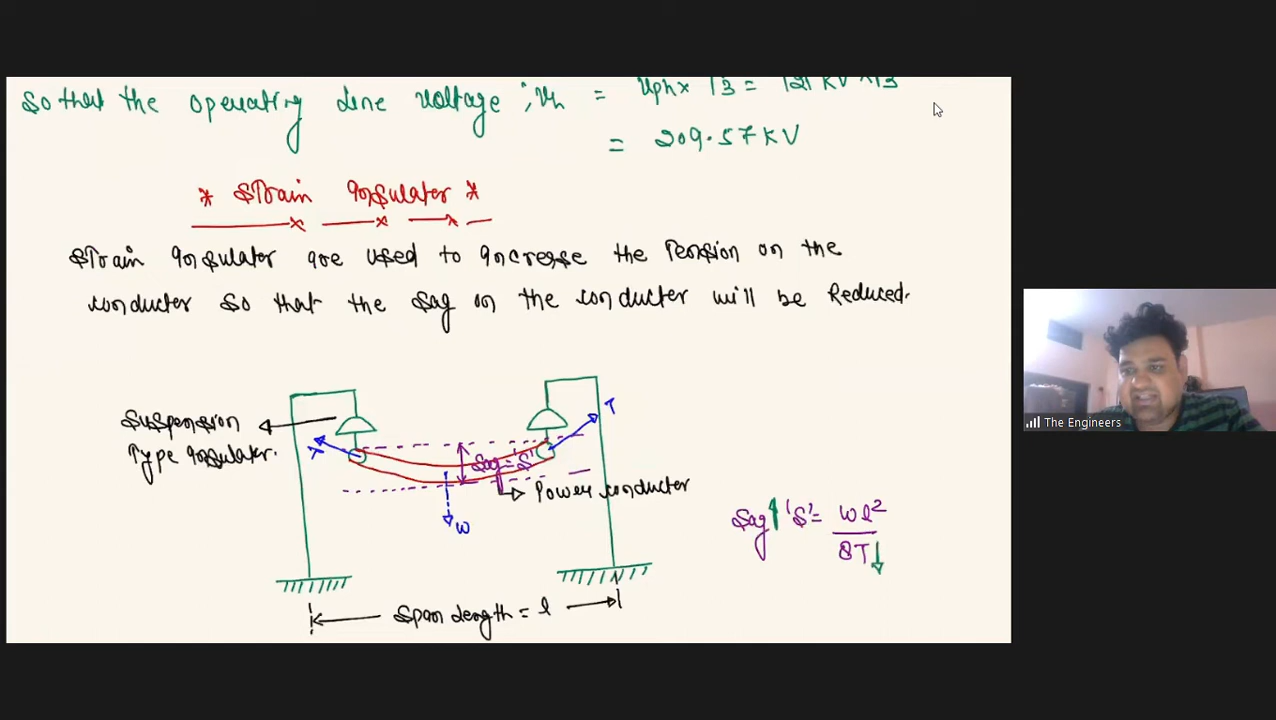 So that the operating line voltage ; Vn = Vph × √3 = 121 KV × √3
= 209.57 KV
* Strain Insulator *
Strain Insulator are used to Increase the Tension on the
conductor so that the sag on the conductor will be Reduced.
Suspension
Type Insulator.
T
T
Sag = 'S'
Power conductor
W
Sag↑ 'S' = wl²
8T↓
Span Length = l
The Engineers